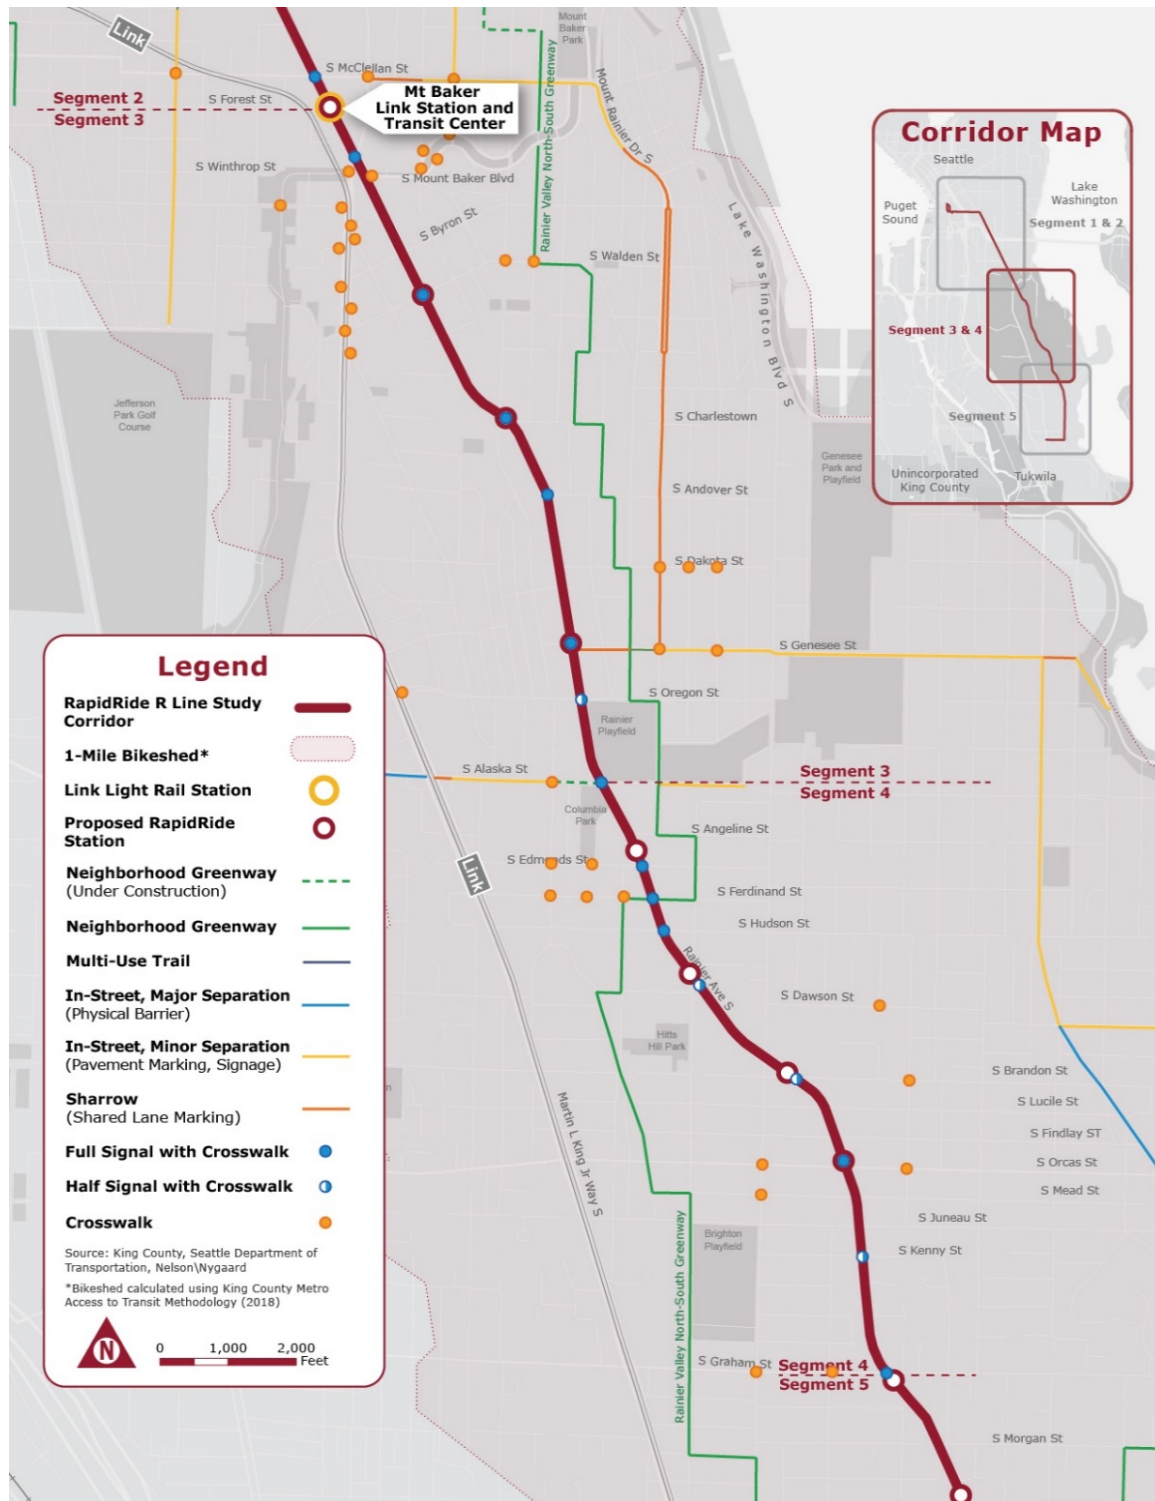 Link
Mount
Baker
Park
S McClellan St
Segment 2
Segment 3
S Forest St
Mt Baker
Link Station and
Transit Center
Mount Rainier Dr S
Rainier Valley North-South Greenway
S Winthrop St
S Mount Baker Blvd
S Byron St
S Walden St
Lake Washington Blvd S
Corridor Map
Seattle
Lake
Washington
Puget
Sound
Segment 1 & 2
Segment 3 & 4
Segment 5
Unincorporated
King County
Tukwila
Jefferson
Park Golf
Course
S Charlestown
Genesee
Park and
Playfield
S Andover St
S Dakota St
S Genesee St
S Oregon St
Rainier
Playfield
S Alaska St
Segment 3
Segment 4
Columbia
Park
S Angeline St
S Edmonds St
Link
S Ferdinand St
S Hudson St
Rainier Ave S
S Dawson St
Hitts
Hill Park
S Brandon St
S Lucile St
S Findlay ST
S Orcas St
S Mead St
Martin L King Jr Way S
S Juneau St
Brighton
Playfield
S Kenny St
Rainier Valley North-South Greenway
S Graham St
Segment 4
Segment 5
S Morgan St
Legend
RapidRide R Line Study
Corridor
1-Mile Bikeshed*
Link Light Rail Station
Proposed RapidRide
Station
Neighborhood Greenway
(Under Construction)
Neighborhood Greenway
Multi-Use Trail
In-Street, Major Separation
(Physical Barrier)
In-Street, Minor Separation
(Pavement Marking, Signage)
Sharrow
(Shared Lane Marking)
Full Signal with Crosswalk
Half Signal with Crosswalk
Crosswalk
Source: King County, Seattle Department of
Transportation, Nelson\Nygaard
*Bikeshed calculated using King County Metro
Access to Transit Methodology (2018)
N
0 1,000 2,000
Feet